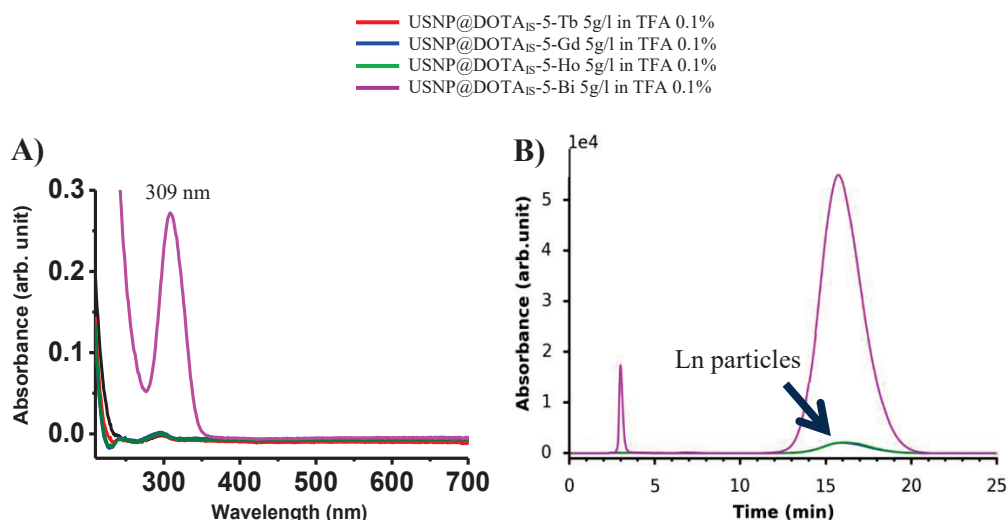 USNP@DOTAIS-5-Tb 5g/l in TFA 0.1%
USNP@DOTAIS-5-Gd 5g/l in TFA 0.1%
USNP@DOTAIS-5-Ho 5g/l in TFA 0.1%
USNP@DOTAIS-5-Bi 5g/l in TFA 0.1%
A)
309 nm
0.3
0.2
0.1
0.0
Absorbance (arb. unit)
300 400 500 600 700
Wavelength (nm)
B)
1e4
5
4
3
2
1
0
Absorbance (arb.unit)
Ln particles
0 5 10 15 20 25
Time (min)